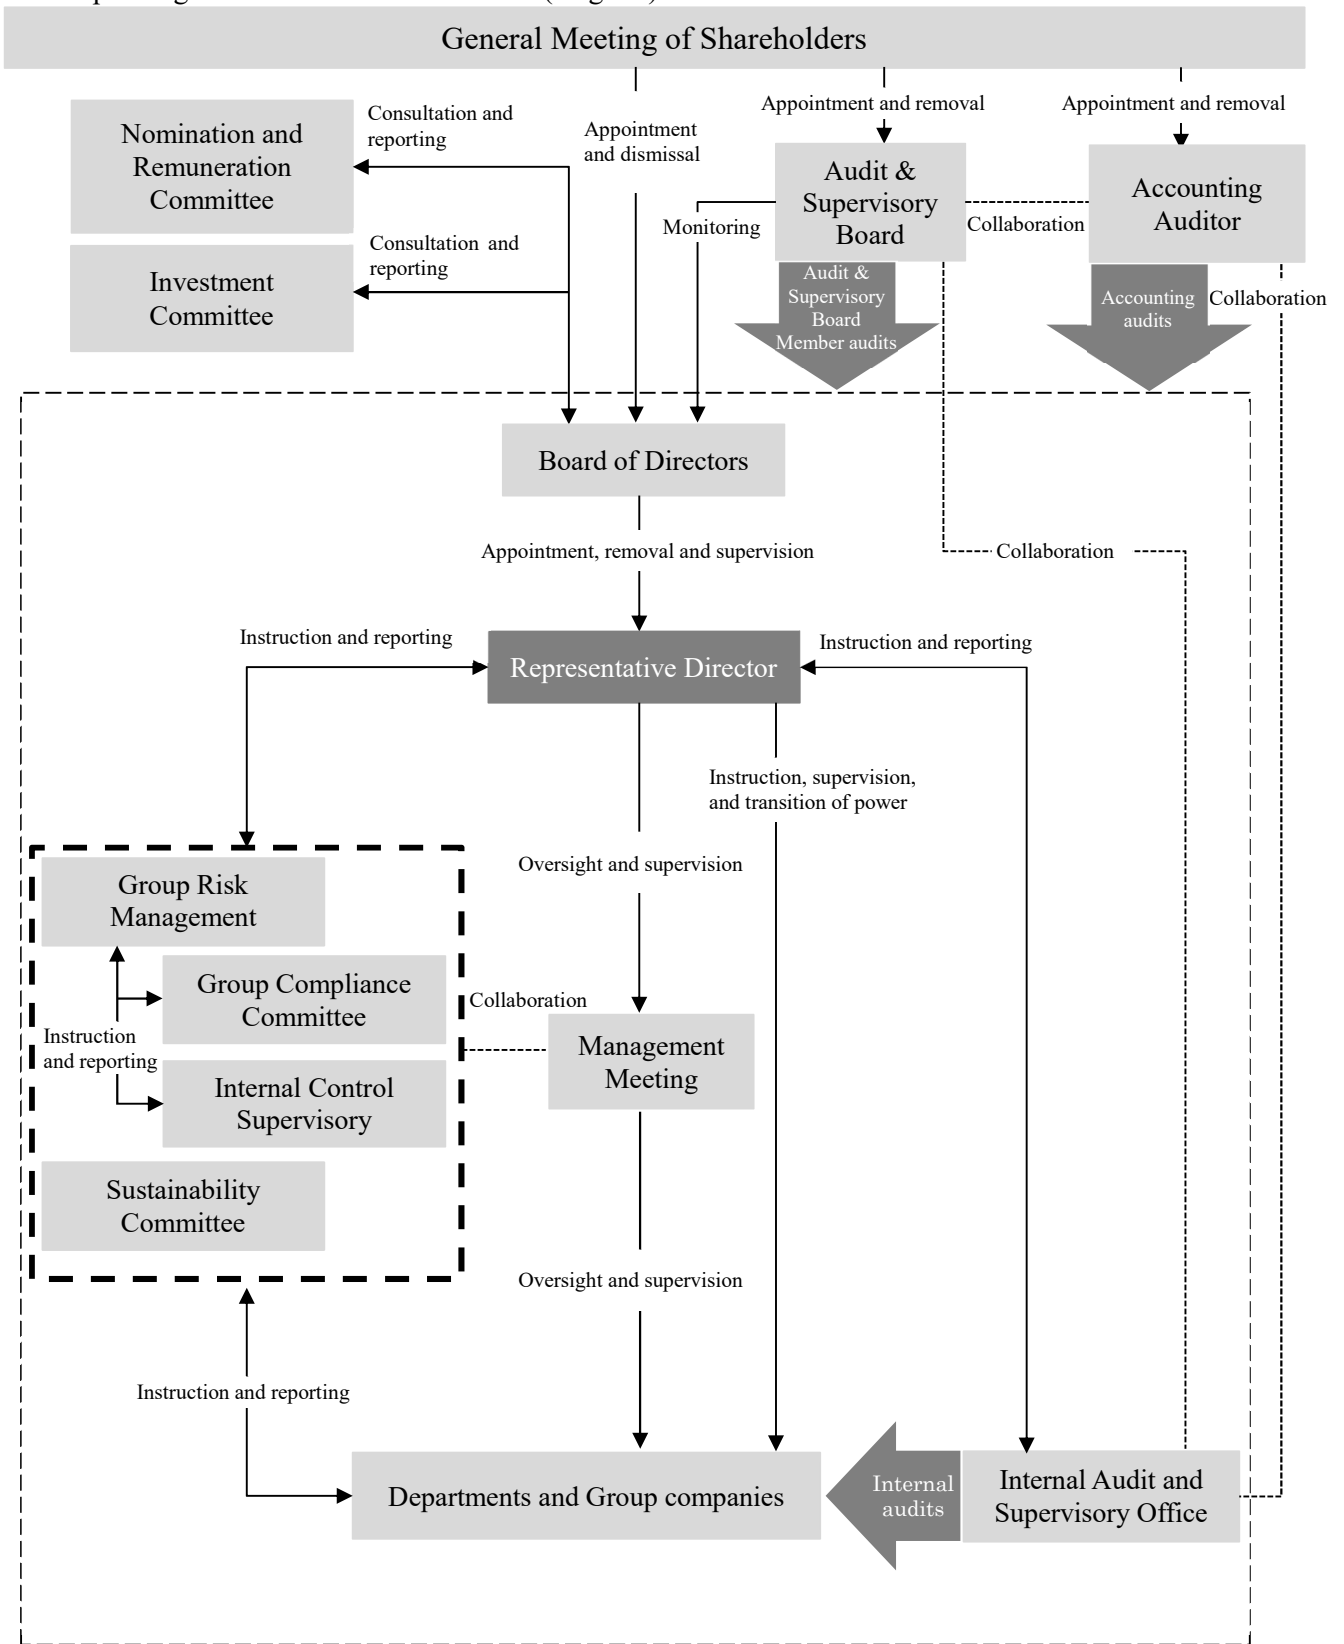 General Meeting of Shareholders
Consultation and
reporting
Appointment
and dismissal
Appointment and removal
Appointment and removal
Nomination and
Remuneration
Committee
Audit &
Supervisory
Board
Accounting
Auditor
Monitoring
Collaboration
Consultation and
reporting
Investment
Committee
Audit &
Supervisory
Board
Member audits
Accounting
audits
Collaboration
Board of Directors
Appointment, removal and supervision
Collaboration
Instruction and reporting
Representative Director
Instruction and reporting
Instruction, supervision,
and transition of power
Oversight and supervision
Group Risk
Management
Group Compliance
Committee
Collaboration
Instruction
and reporting
Management
Meeting
Internal Control
Supervisory
Sustainability
Committee
Oversight and supervision
Instruction and reporting
Departments and Group companies
Internal
audits
Internal Audit and
Supervisory Office